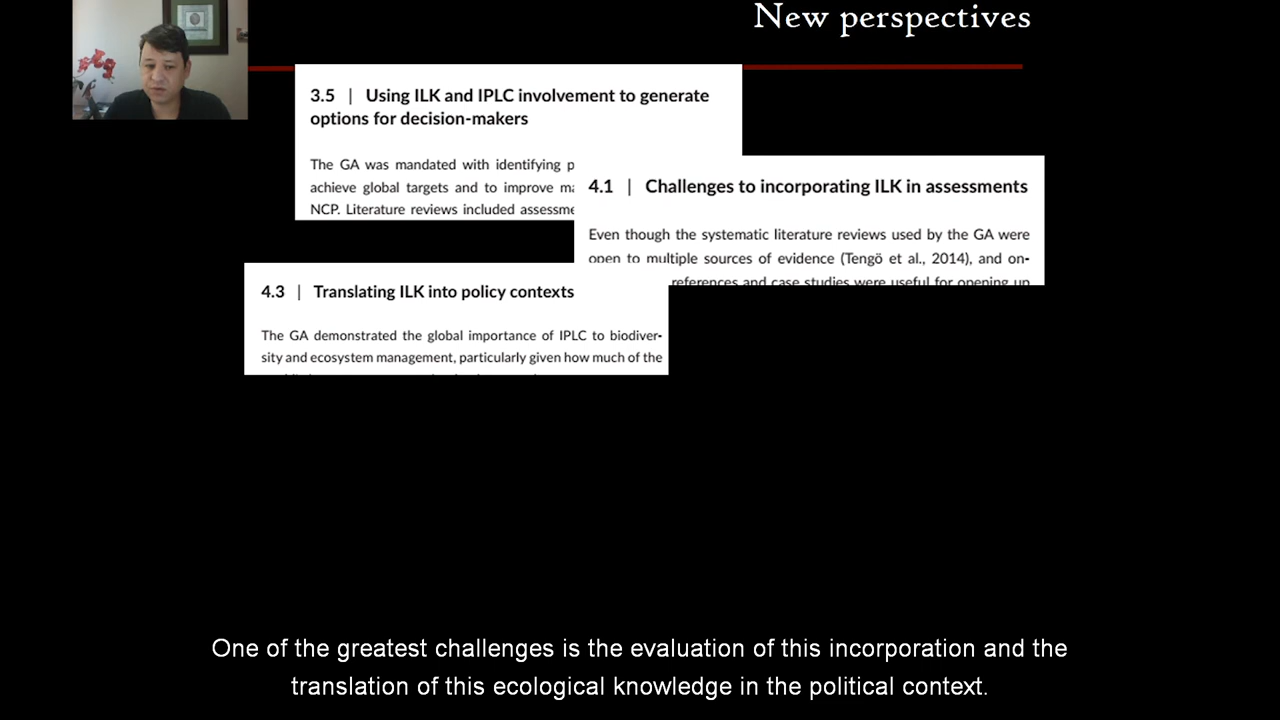 New perspectives
3.5 | Using ILK and IPLC involvement to generate
options for decision-makers
The GA was mandated with identifying
achieve global targets and to improve
NCP. Literature reviews included
4.1 | Challenges to incorporating ILK in assessments
Even though the systematic literature reviews used by the GA were
open to multiple sources of evidence (Tengö et al., 2014), and on-
references and case studies were useful for opening up
4.3 | Translating ILK into policy contexts
The GA demonstrated the global importance of IPLC to biodiver-
sity and ecosystem management, particularly given how much of the
One of the greatest challenges is the evaluation of this incorporation and the
translation of this ecological knowledge in the political context.